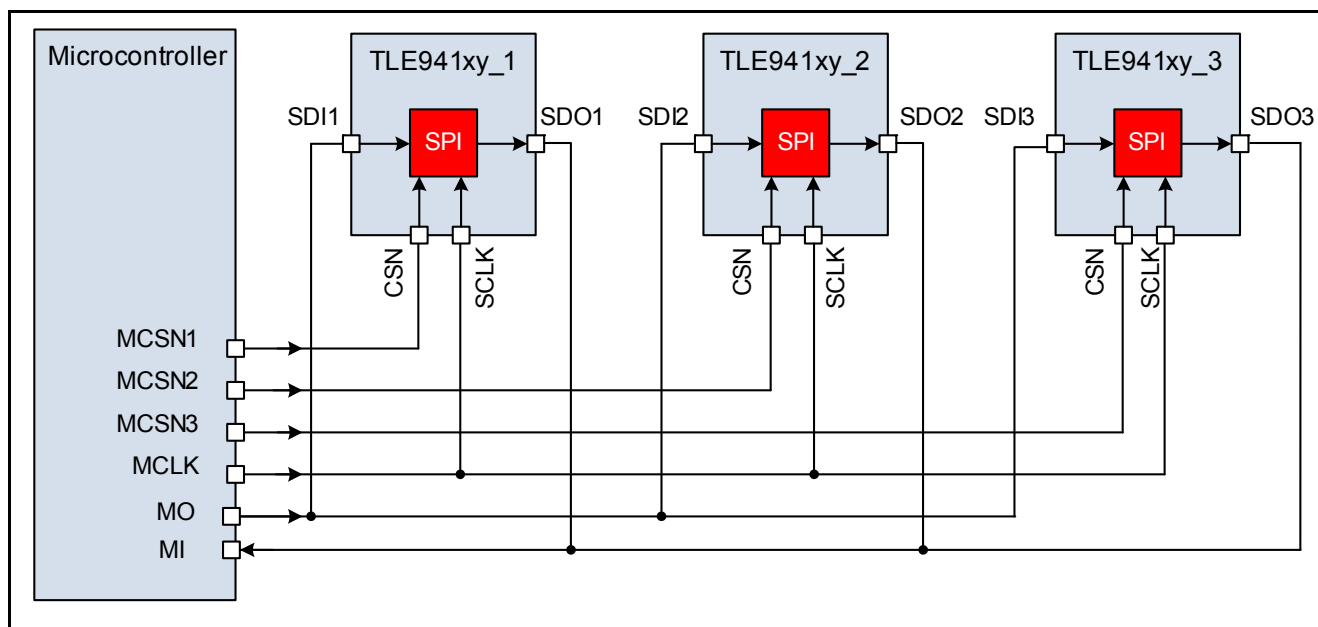 Microcontroller
TLE941xy_1
TLE941xy_2
TLE941xy_3
SDI1
SPI
SDO1
SDI2
SPI
SDO2
SDI3
SPI
SDO3
CSN
SCLK
CSN
SCLK
CSN
SCLK
MCSN1
MCSN2
MCSN3
MCLK
MO
MI